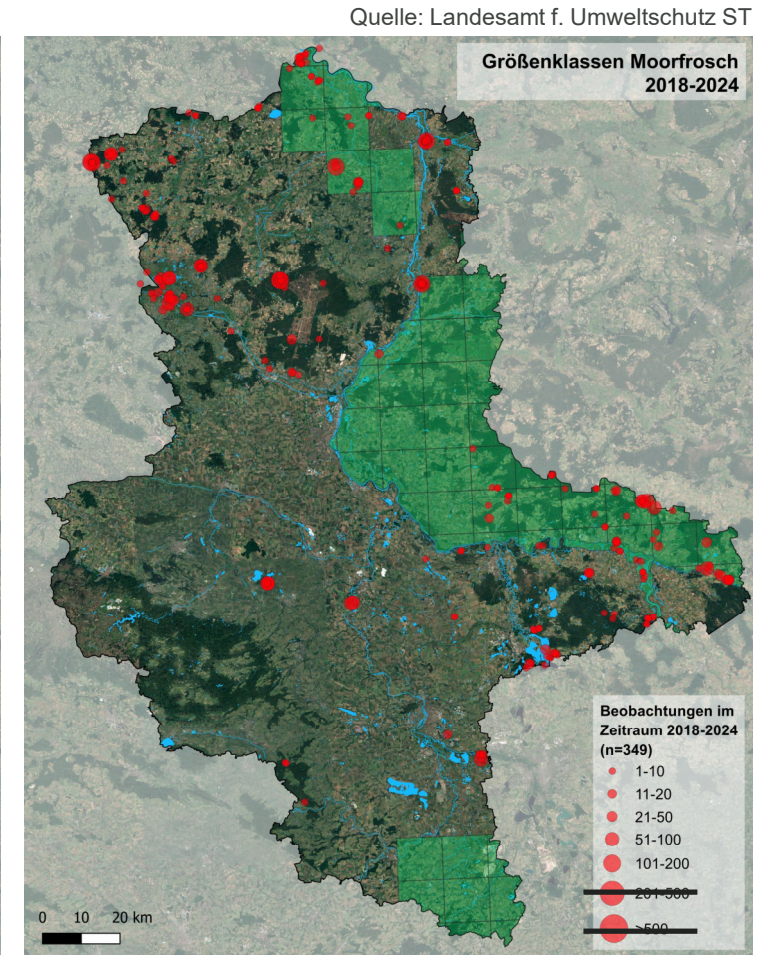 Quelle: Landesamt f. Umweltschutz ST
Größenklassen Moorfrosch
2018-2024
Beobachtungen im
Zeitraum 2018-2024
(n=349)
1-10
11-20
21-50
51-100
101-200
201-500
>500
0 10 20 km